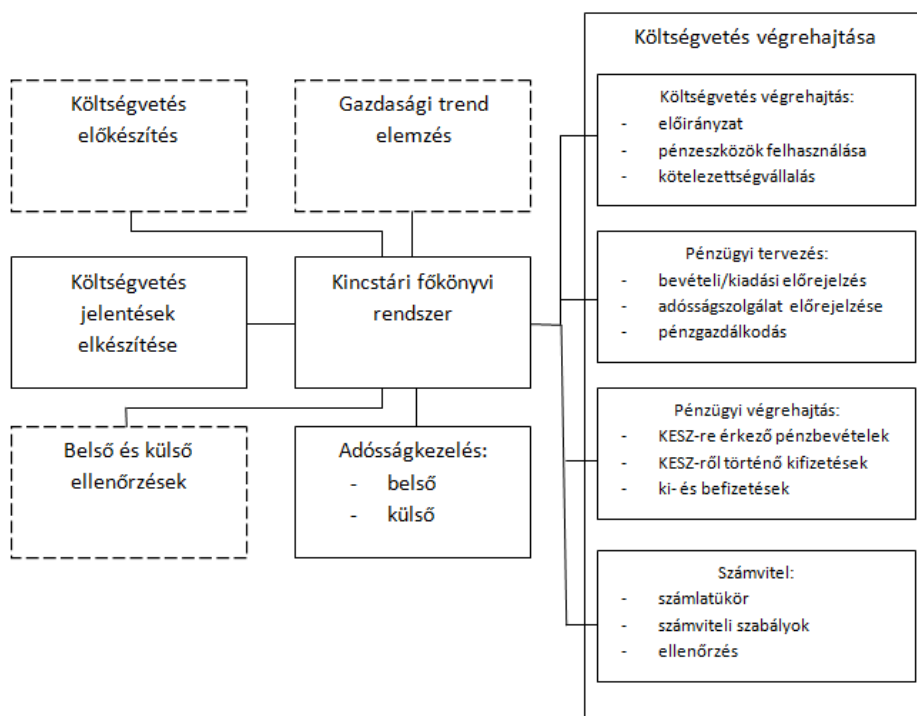 Költségvetés
előkészítés
Gazdasági trend
elemzés
Költségvetés
jelentések
elkészítése
Kincstári főkönyvi
rendszer
Belső és külső
ellenőrzések
Adósságkezelés:
- belső
- külső
Költségvetés végrehajtása
Költségvetés végrehajtás:
- előirányzat
- pénzeszközök felhasználása
- kötelezettségvállalás
Pénzügyi tervezés:
- bevételi/kiadási előrejelzés
- adósságszolgálat előrejelzése
- pénzgazdálkodás
Pénzügyi végrehajtás:
- KESZ-re érkező pénzbevételek
- KESZ-ről történő kifizetések
- ki- és befizetések
Számvitel:
- számlatükör
- számviteli szabályok
- ellenőrzés